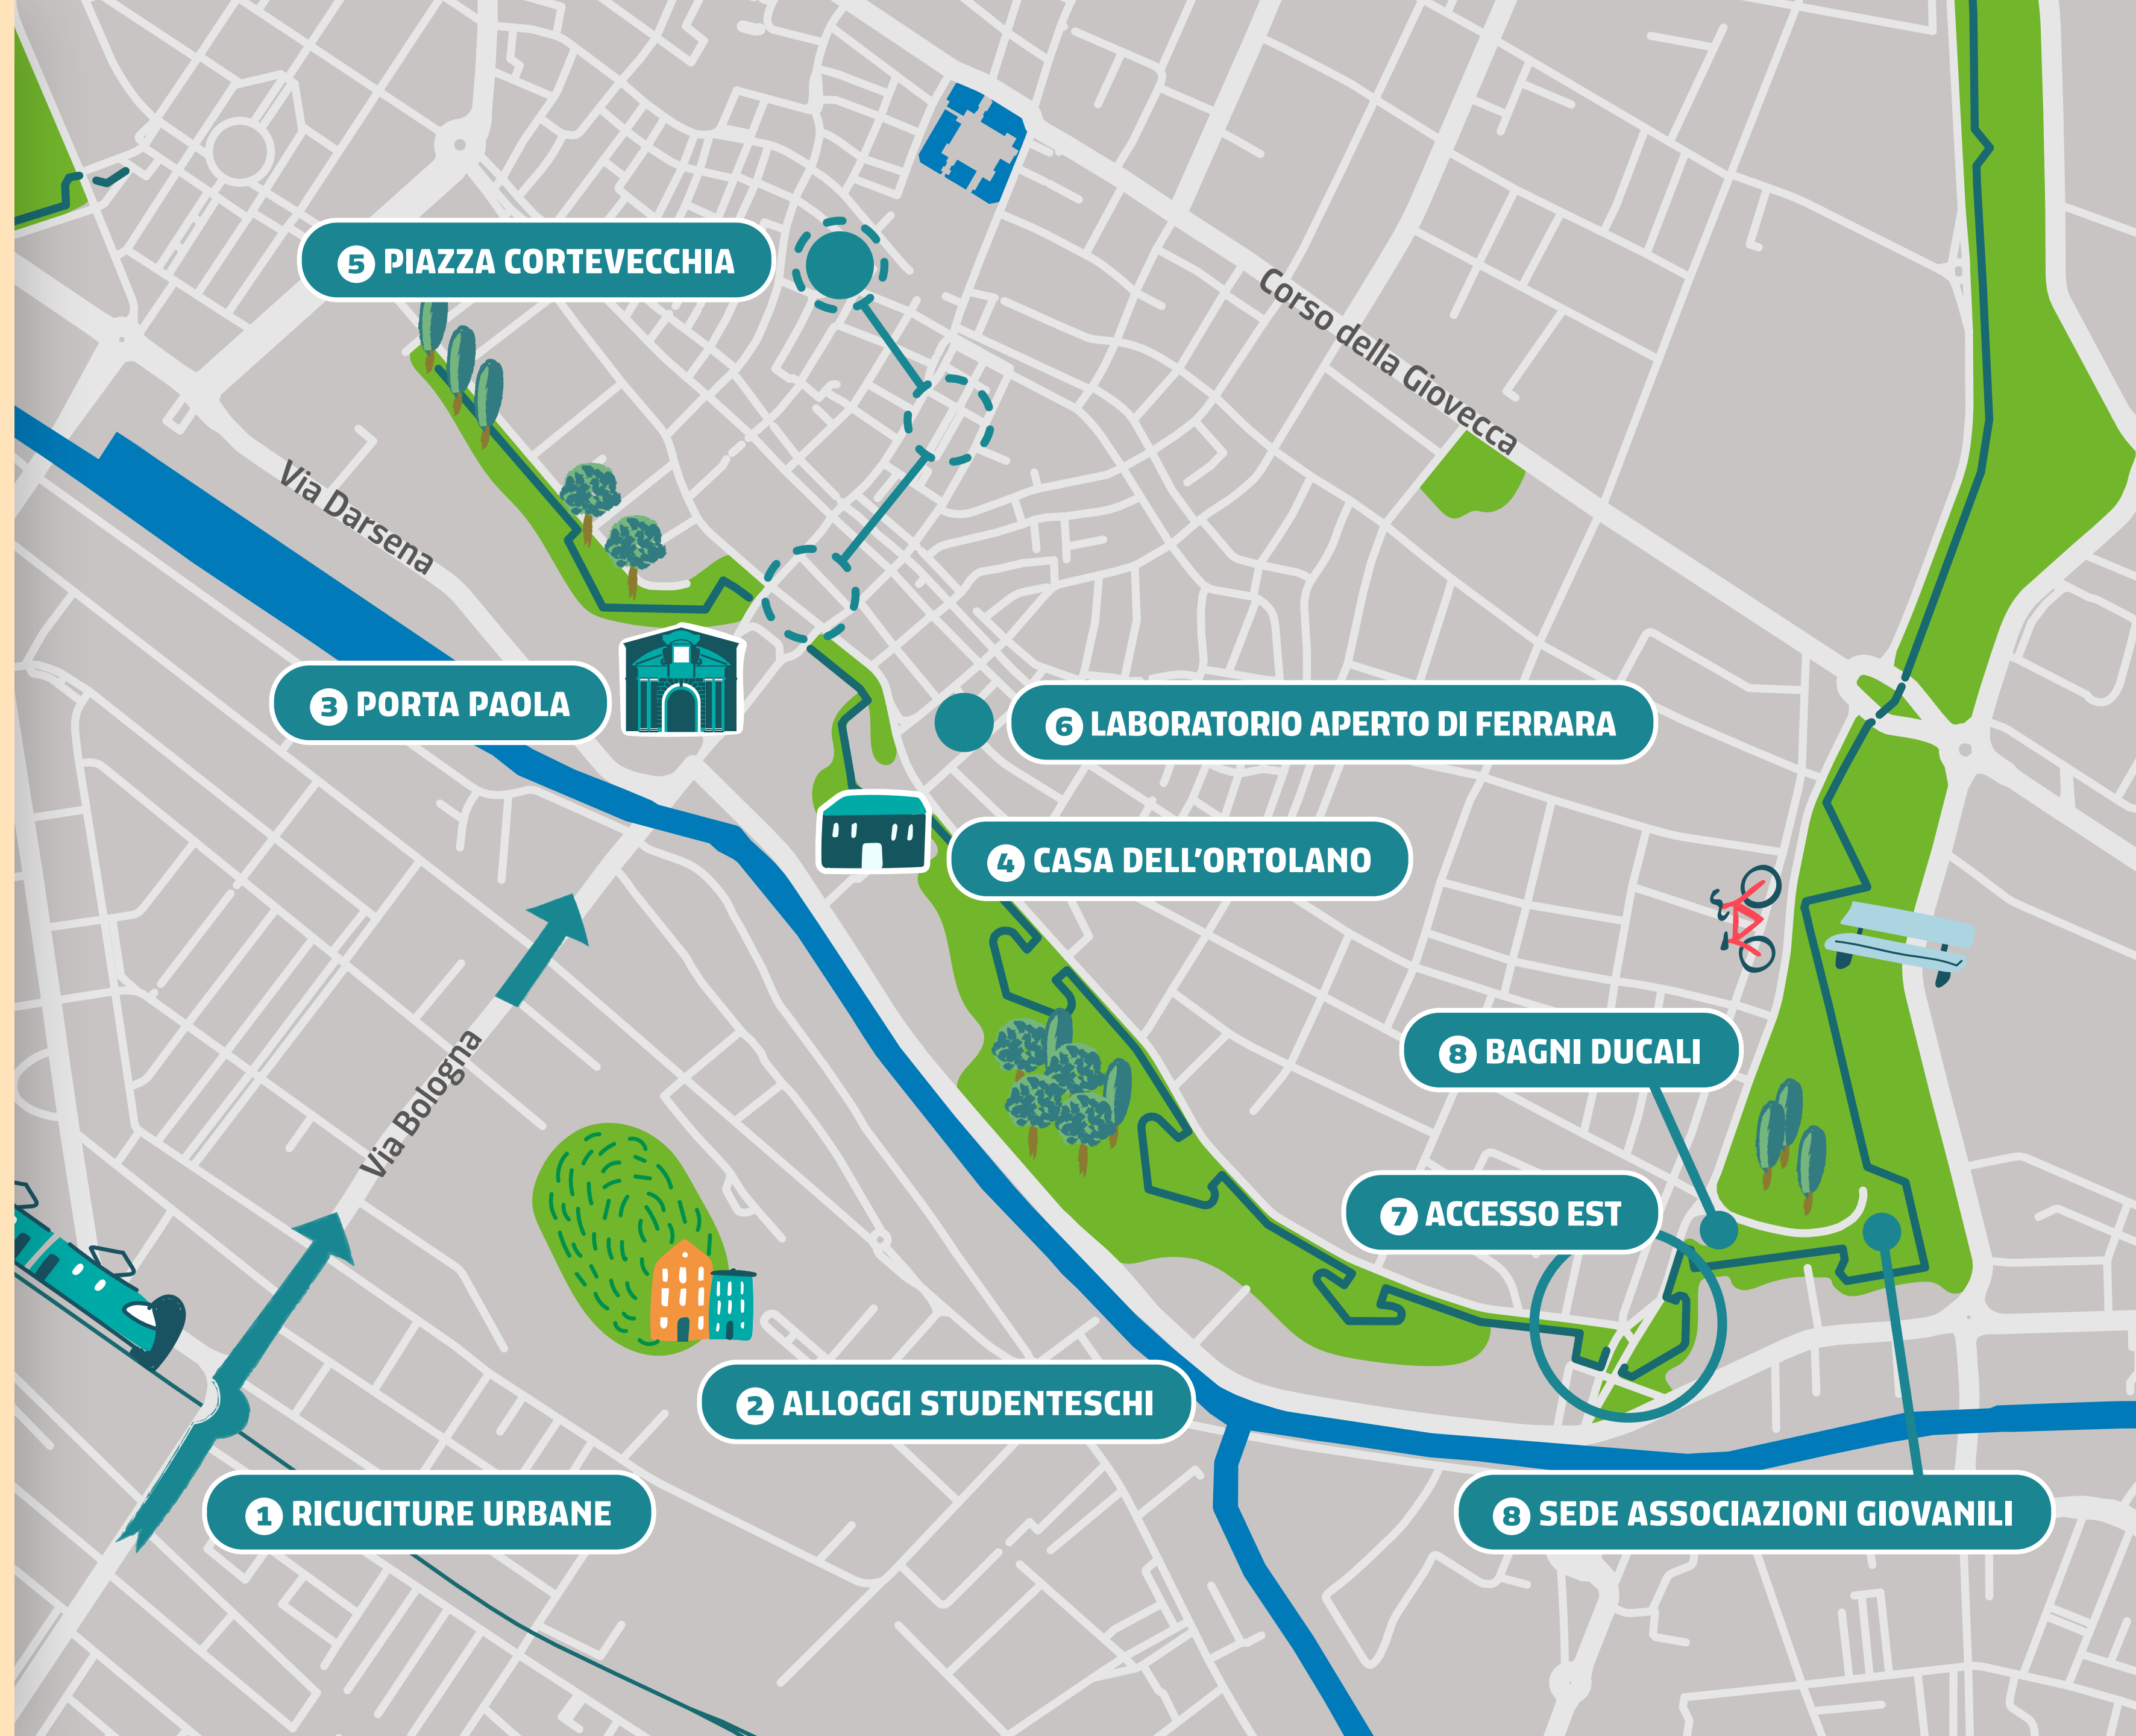 5 PIAZZA CORTEVECCHIA
Corso della Giovecca
Via Darsena
3 PORTA PAOLA
6 LABORATORIO APERTO DI FERRARA
4 CASA DELL'ORTOLANO
8 BAGNI DUCALI
Via Bologna
7 ACCESSO EST
2 ALLOGGI STUDENTESCHI
1 RICUCITURE URBANE
8 SEDE ASSOCIAZIONI GIOVANILI